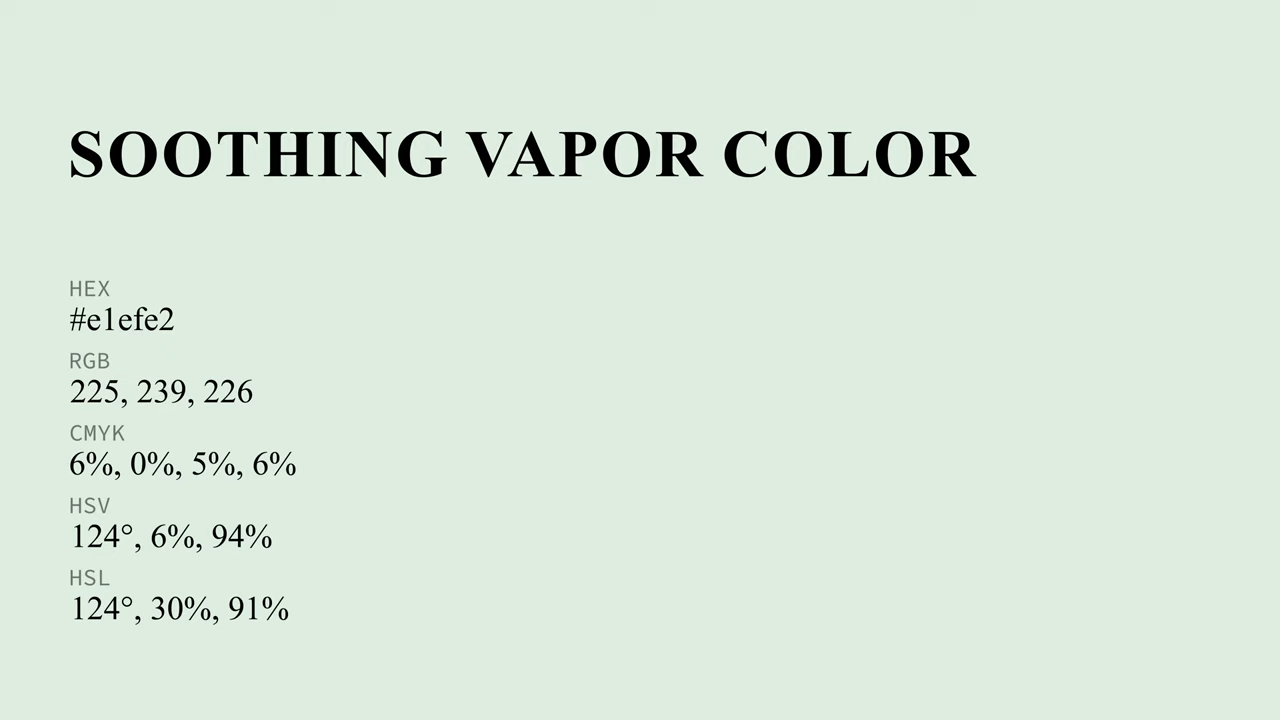 SOOTHING VAPOR COLOR
HEX
#e1efe2
RGB
225, 239, 226
CMYK
6%, 0%, 5%, 6%
HSV
124°, 6%, 94%
HSL
124°, 30%, 91%